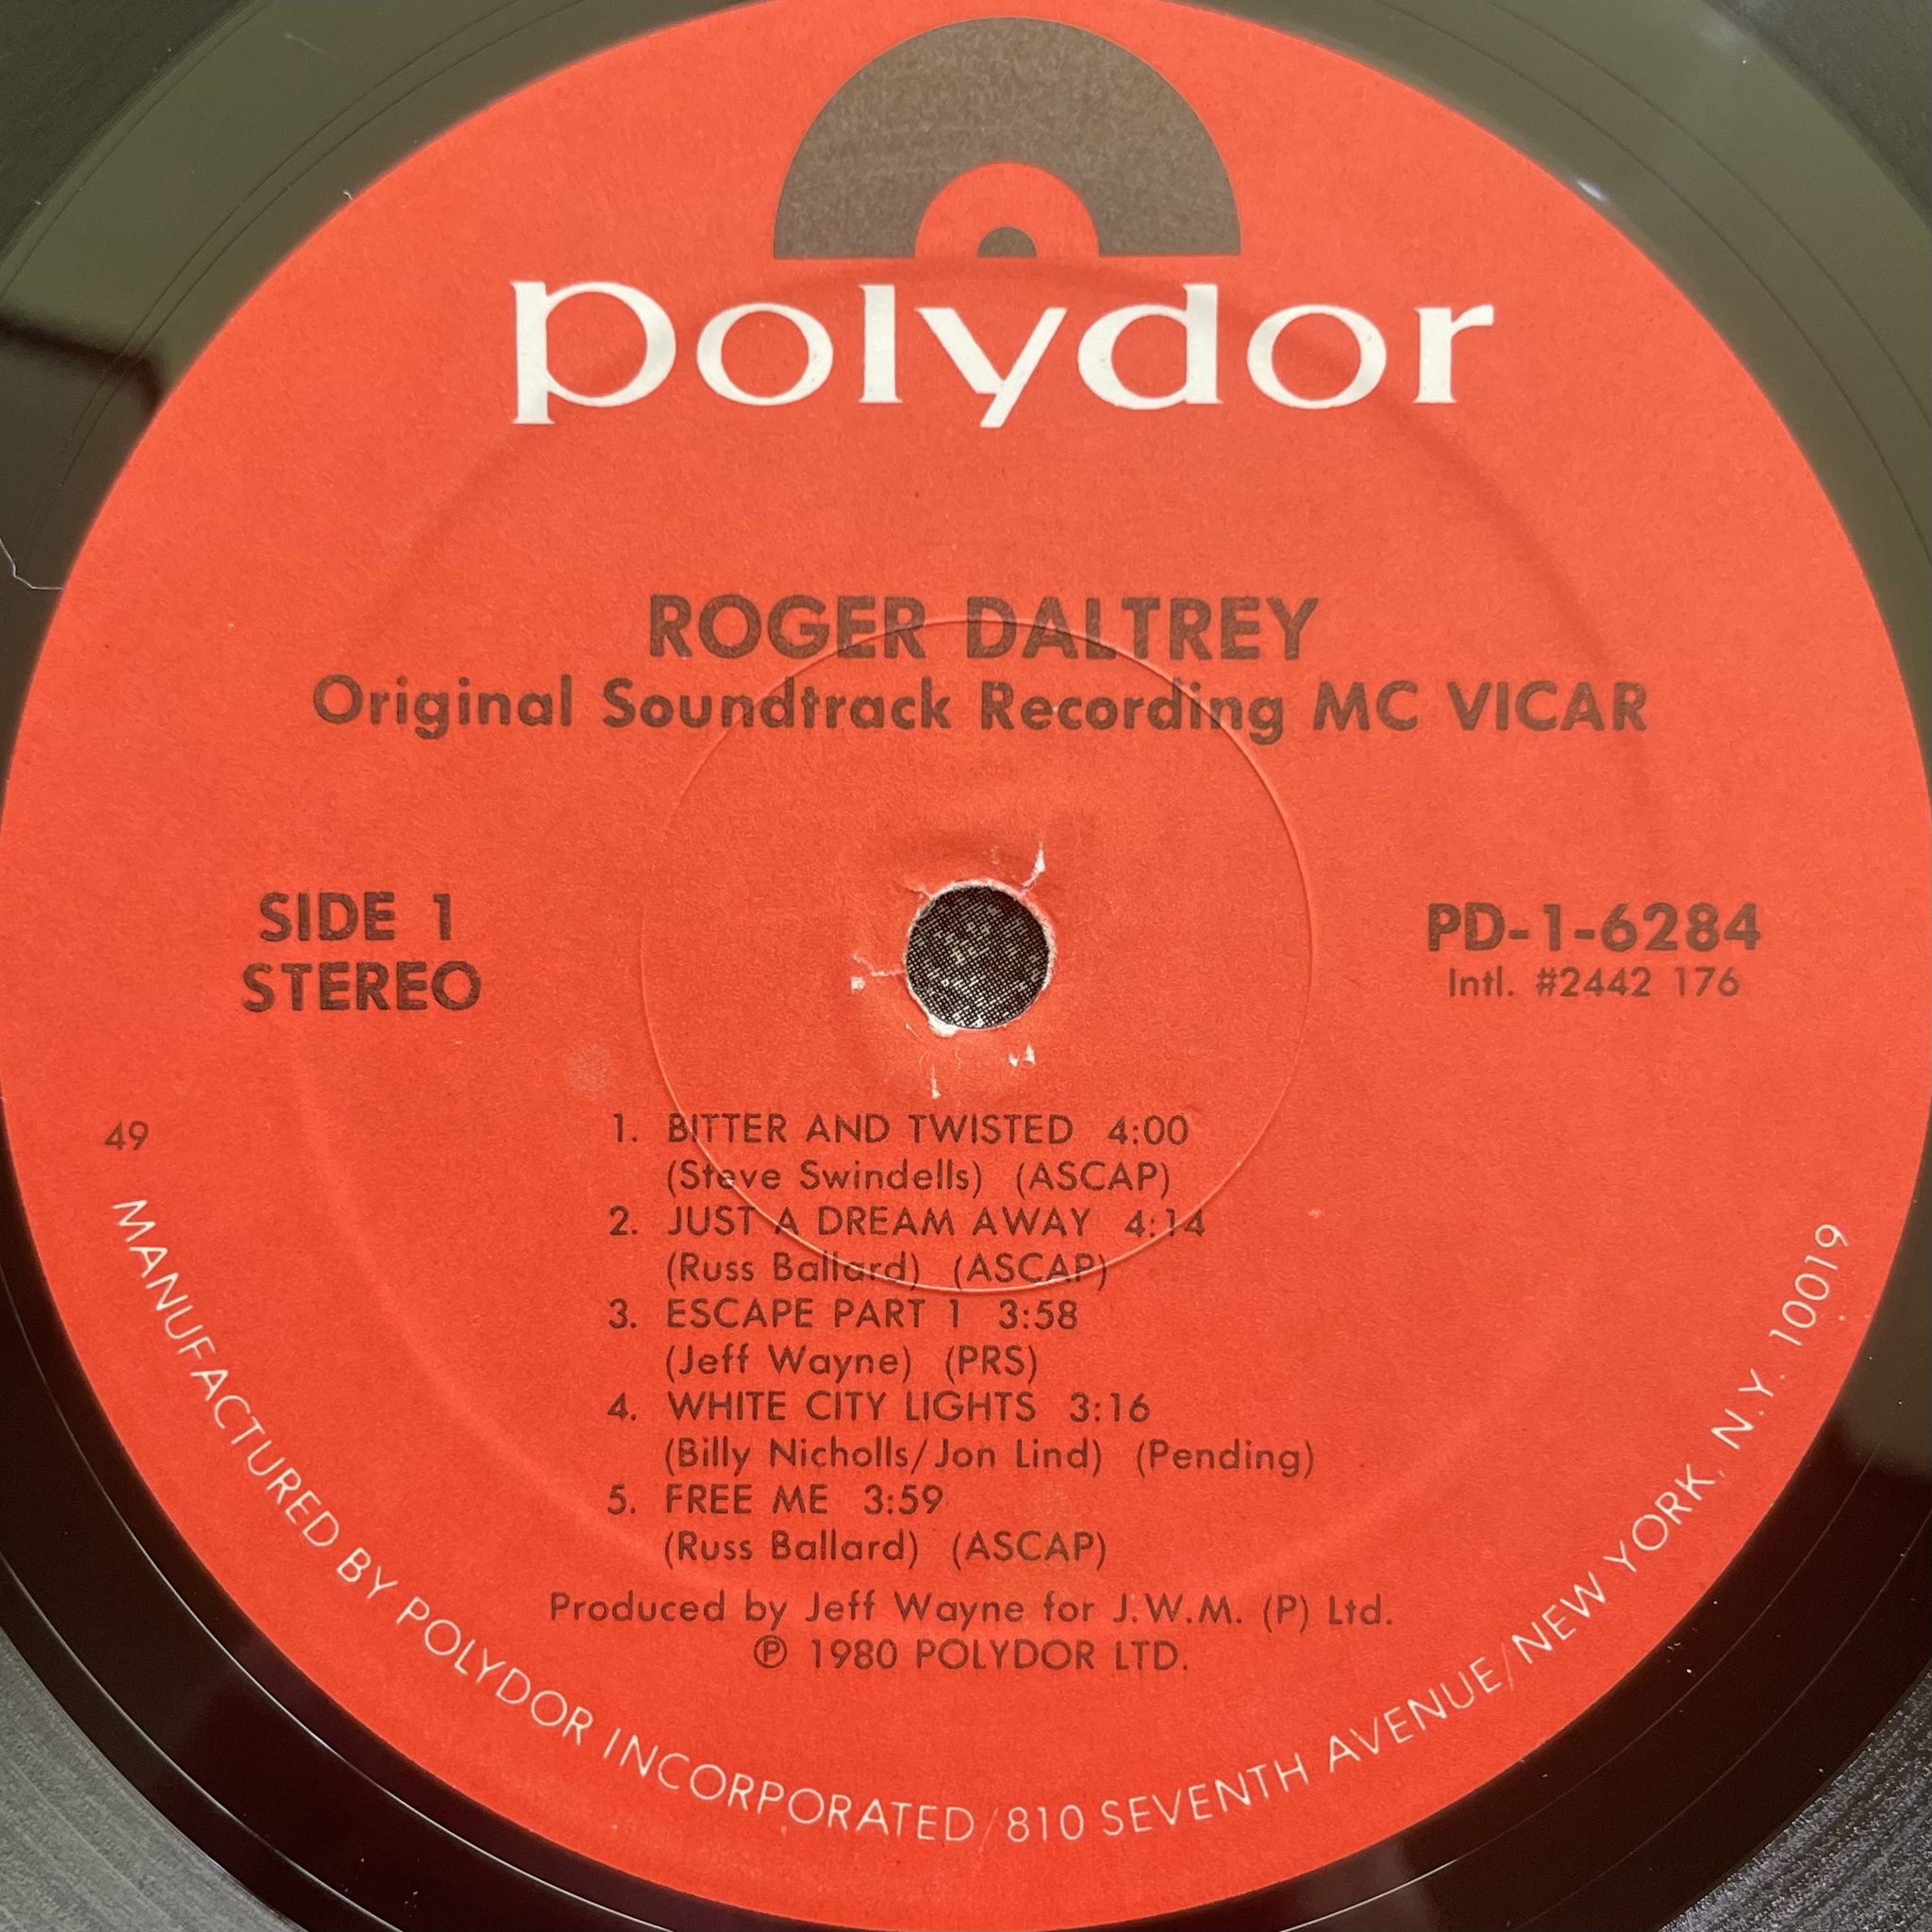 polydor
ROGER DALTREY
Original Soundtrack Recording MC VICAR
SIDE 1
STEREO
PD-1-6284
Intl. #2442 176
49
1. BITTER AND TWISTED 4:00
(Steve Swindells) (ASCAP)
2. JUST A DREAM AWAY 4:14
(Russ Ballard) (ASCAP)
3. ESCAPE PART 1 3:58
(Jeff Wayne) (PRS)
4. WHITE CITY LIGHTS 3:16
(Billy Nicholls/Jon Lind) (Pending)
5. FREE ME 3:59
(Russ Ballard) (ASCAP)
Produced by Jeff Wayne for J.W.M. (P) Ltd.
℗ 1980 POLYDOR LTD.
MANUFACTURED BY POLYDOR INCORPORATED/810 SEVENTH AVENUE/NEW YORK, N.Y. 10019